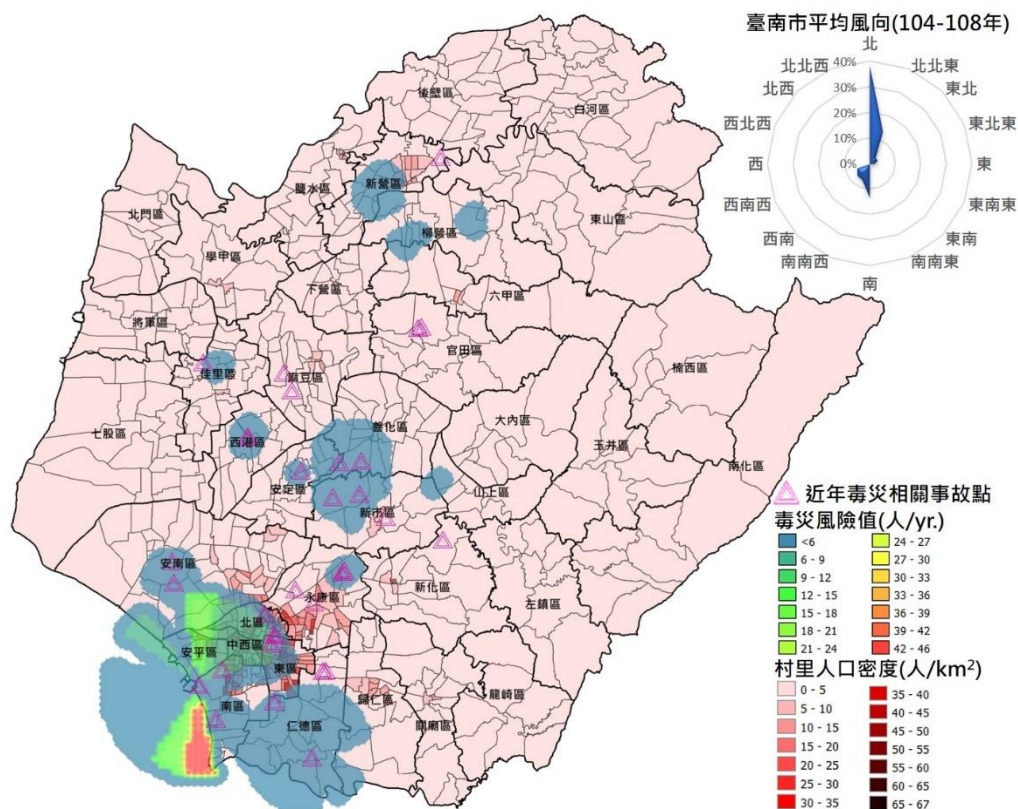 臺南市平均風向(104-108年)
北
40%
30%
20%
10%
0%
北北東
東北
東北東
東
東南東
東南
南南東
南
南南西
西南
西南西
西
西北西
北西
北北西
後壁區
白河區
新營區
鹽水區
北門區
柳營區
東山區
學甲區
下營區
六甲區
將軍區
官田區
佳里區
麻豆區
楠西區
七股區
西港區
善化區
大內區
玉井區
南化區
安定區
山上區
新市區
安南區
永康區
新化區
左鎮區
北區
中西區
安平區
東區
南區
仁德區
歸仁區
關廟區
龍崎區
近年毒災相關事故點
毒災風險值(人/yr.)
<6
6 - 9
9 - 12
12 - 15
15 - 18
18 - 21
21 - 24
24 - 27
27 - 30
30 - 33
33 - 36
36 - 39
39 - 42
42 - 46
村里人口密度(人/km²)
0 - 5
5 - 10
10 - 15
15 - 20
20 - 25
25 - 30
30 - 35
35 - 40
40 - 45
45 - 50
50 - 55
55 - 60
60 - 65
65 - 67